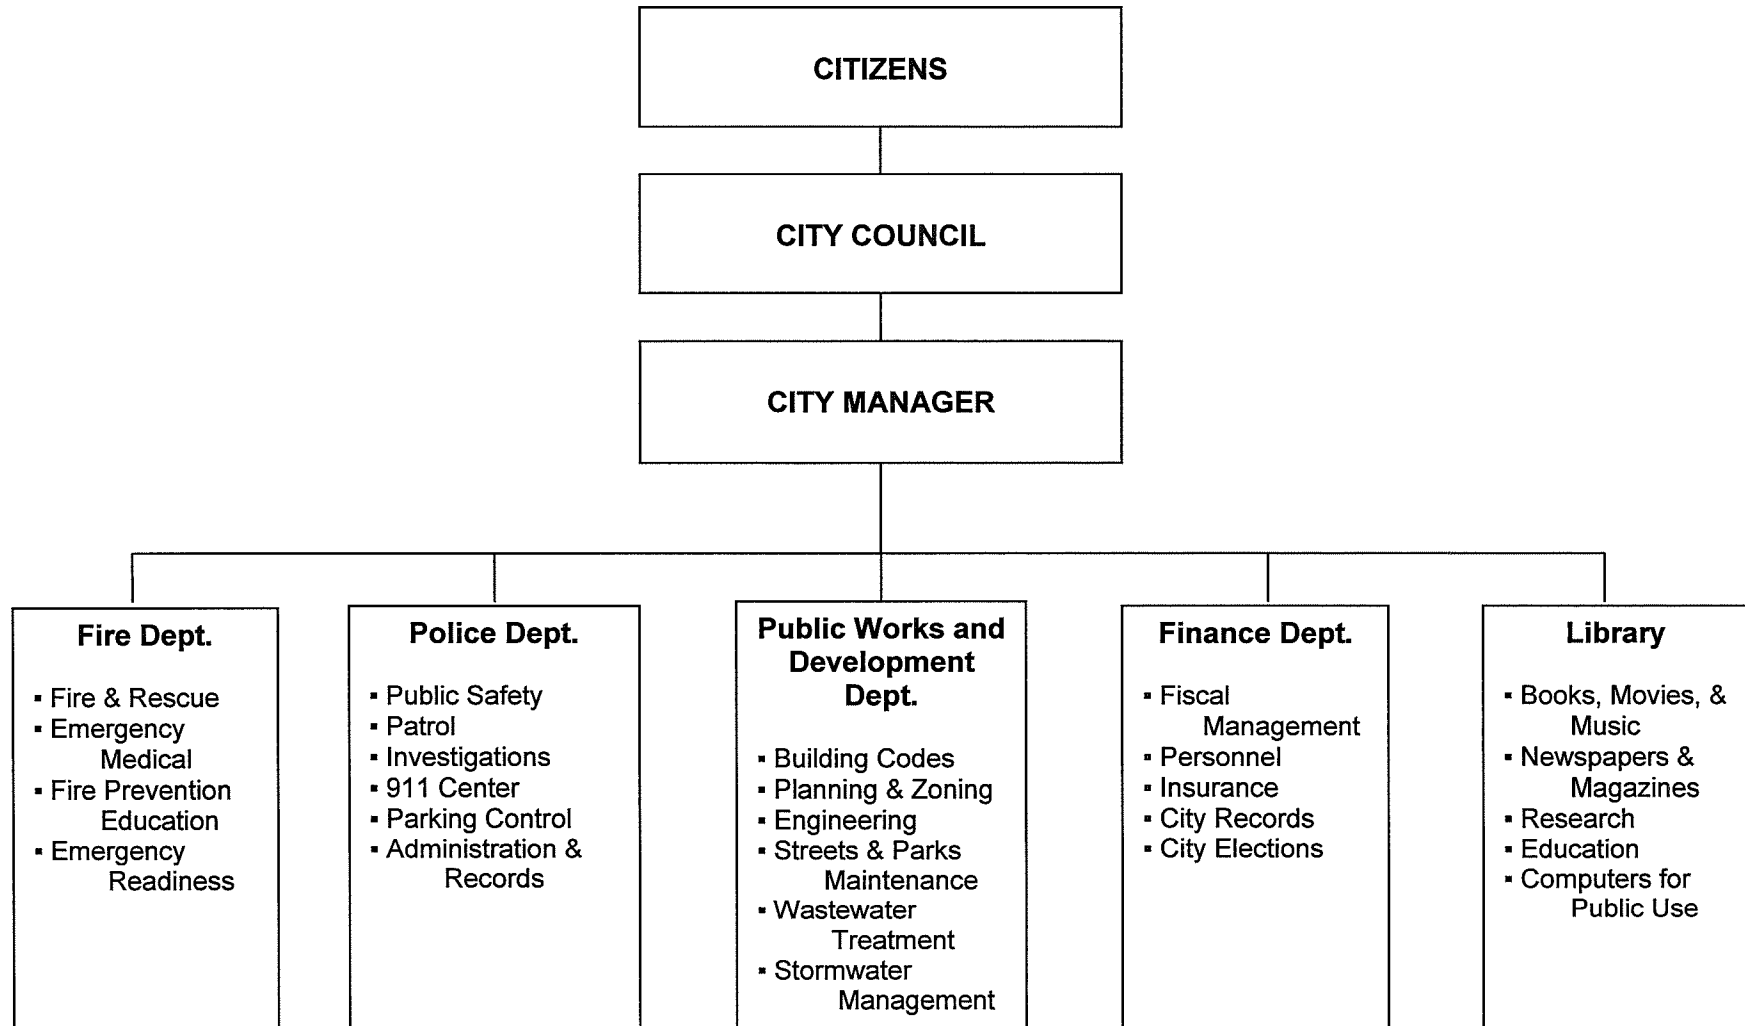 CITIZENS
CITY COUNCIL
CITY MANAGER
Fire Dept.
▪ Fire & Rescue
▪ Emergency
Medical
▪ Fire Prevention
Education
▪ Emergency
Readiness
Police Dept.
▪ Public Safety
▪ Patrol
▪ Investigations
▪ 911 Center
▪ Parking Control
▪ Administration &
Records
Public Works and
Development
Dept.
▪ Building Codes
▪ Planning & Zoning
▪ Engineering
▪ Streets & Parks
Maintenance
▪ Wastewater
Treatment
▪ Stormwater
Management
Finance Dept.
▪ Fiscal
Management
▪ Personnel
▪ Insurance
▪ City Records
▪ City Elections
Library
▪ Books, Movies, &
Music
▪ Newspapers &
Magazines
▪ Research
▪ Education
▪ Computers for
Public Use